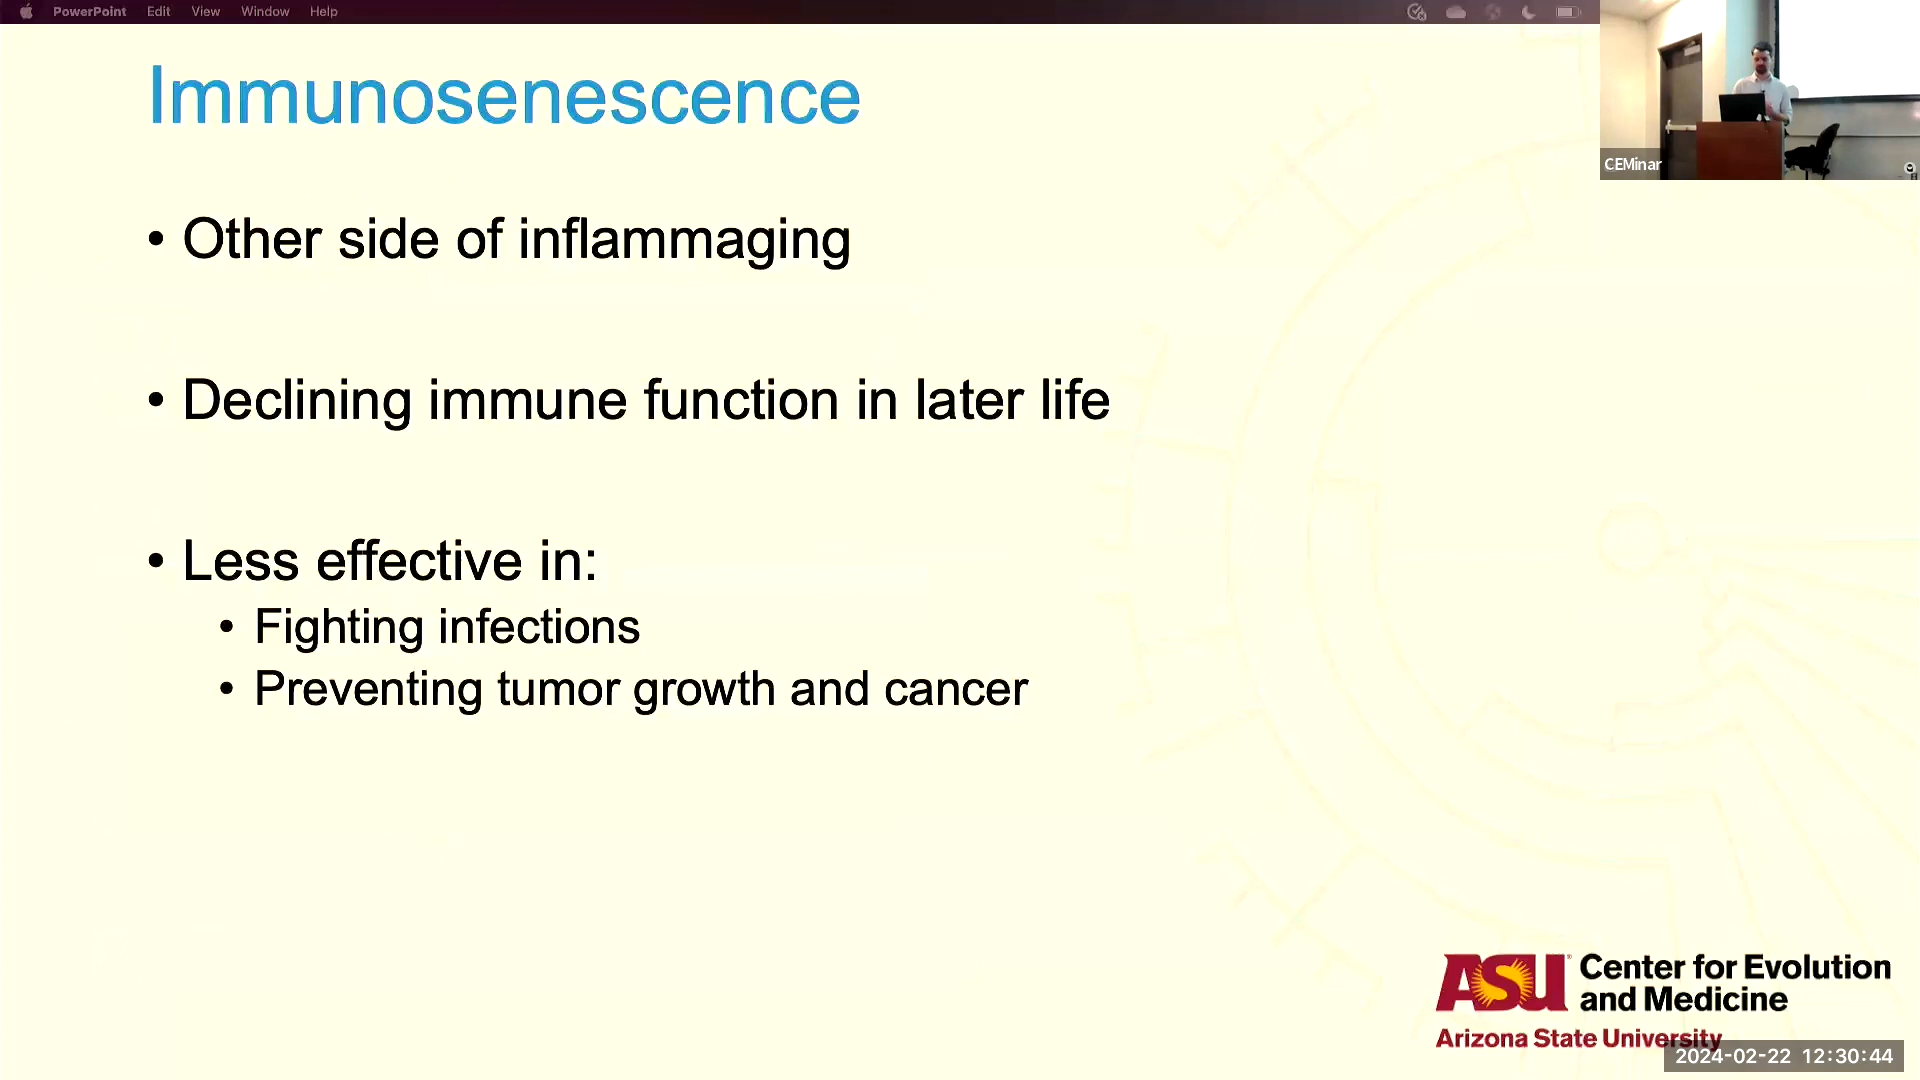 PowerPoint Edit View Window Help
Immunosenescence
• Other side of inflammaging
• Declining immune function in later life
• Less effective in:
• Fighting infections
• Preventing tumor growth and cancer
CEMinar
ASU Center for Evolution
and Medicine
Arizona State University
2024-02-22 12:30:44